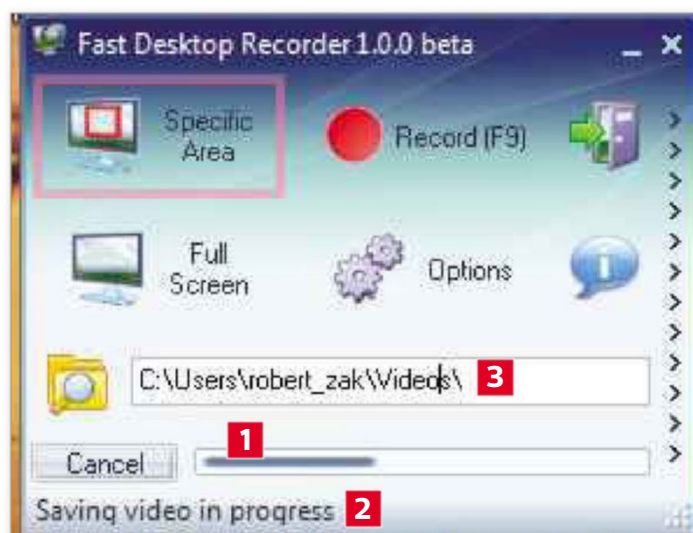 Fast Desktop Recorder 1.0.0 beta
Specific
Area
Record (F9)
Full
Screen
Options
C:\Users\robert_zak\Videos\ 3
1
Cancel
Saving video in progress 2